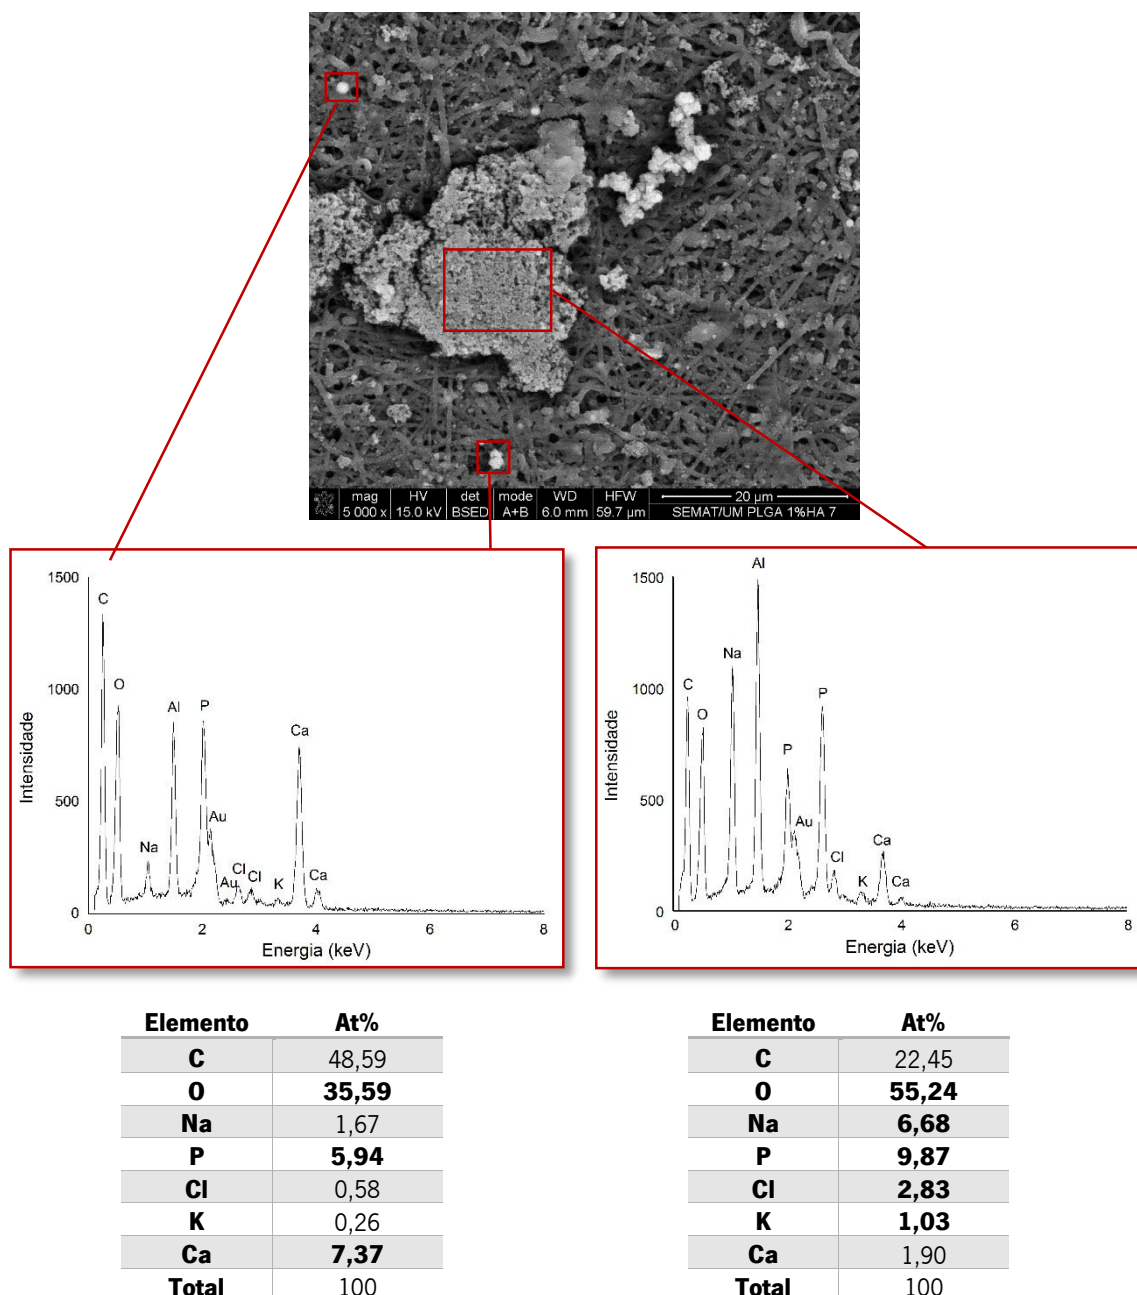 mag HV det mode WD HFW 20 µm
5 000 x 15.0 kV BSED A+B 6.0 mm 59.7 µm SEMAT/UM PLGA 1%HA 7
1500
1000
500
0
Intensidade
C
O
Na
Al
P
Au
Au
Cl
Cl
K
Ca
Ca
0 2 4 6 8
Energia (keV)
1500
1000
500
0
Intensidade
C
O
Na
Al
P
Au
P
Cl
K
Ca
Ca
0 2 4 6 8
Energia (keV)
Elemento At%
C 48,59
O 35,59
Na 1,67
P 5,94
Cl 0,58
K 0,26
Ca 7,37
Total 100
Elemento At%
C 22,45
O 55,24
Na 6,68
P 9,87
Cl 2,83
K 1,03
Ca 1,90
Total 100